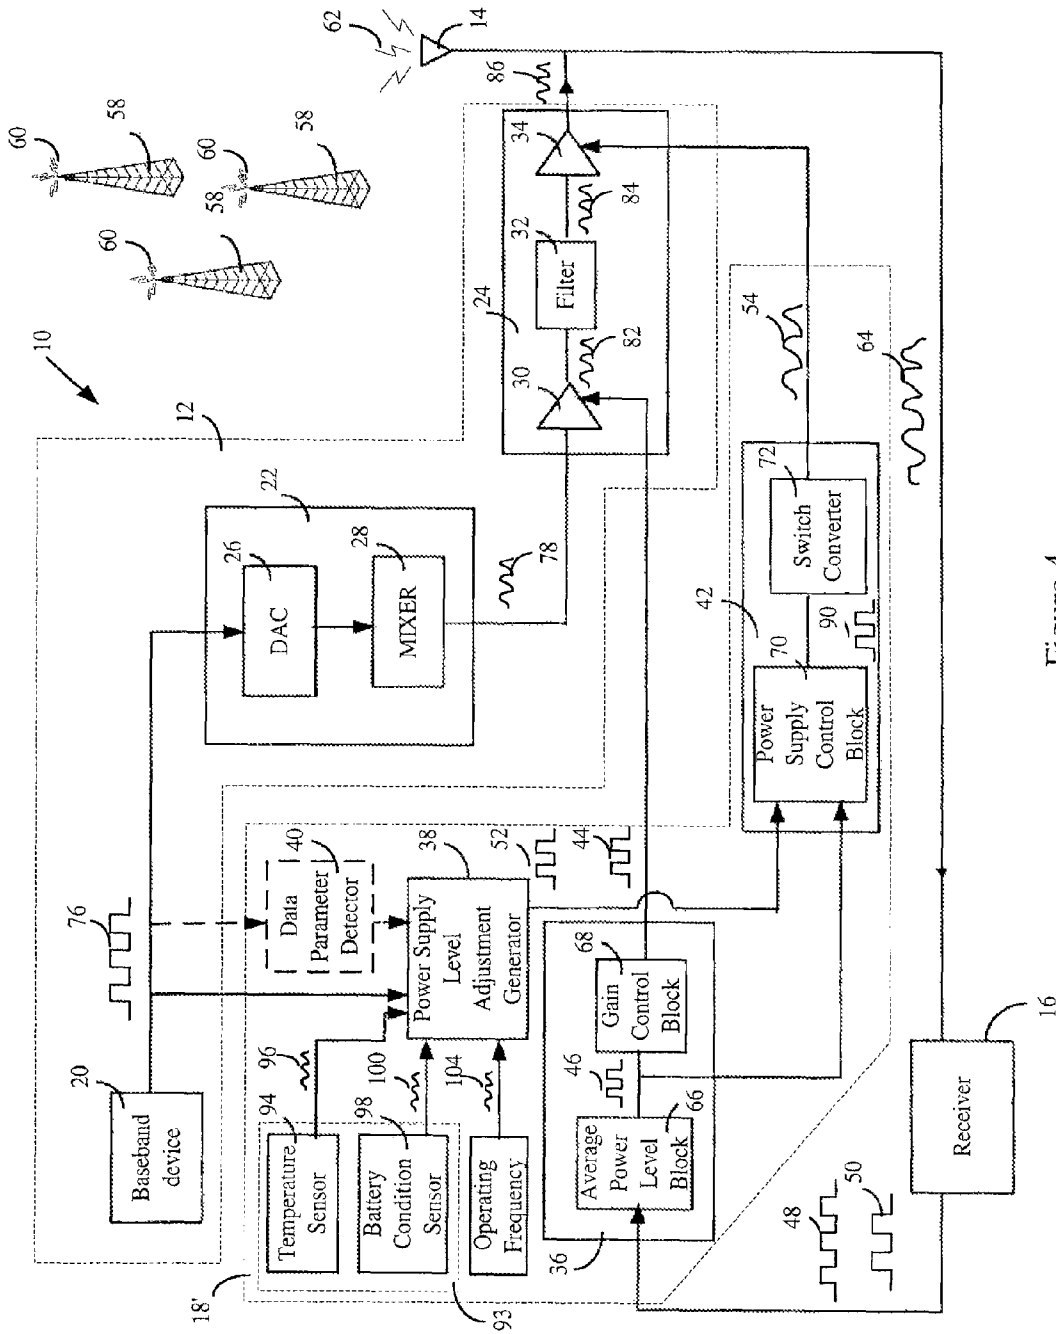 10
60
58
60
58
60
58
62
14
12
76
20
Baseband
device
22
26
DAC
28
MIXER
78
24
30
82
32
Filter
84
34
86
18'
93
94
Temperature
Sensor
96
98
Battery
Condition
Sensor
100
Operating
Frequency
104
40
Data
Parameter
Detector
38
Power Supply
Level
Adjustment
Generator
52
44
36
66
Average
Power
Level
Block
46
68
Gain
Control
Block
42
70
Power
Supply
Control
Block
90
72
Switch
Converter
54
64
48
50
16
Receiver
58